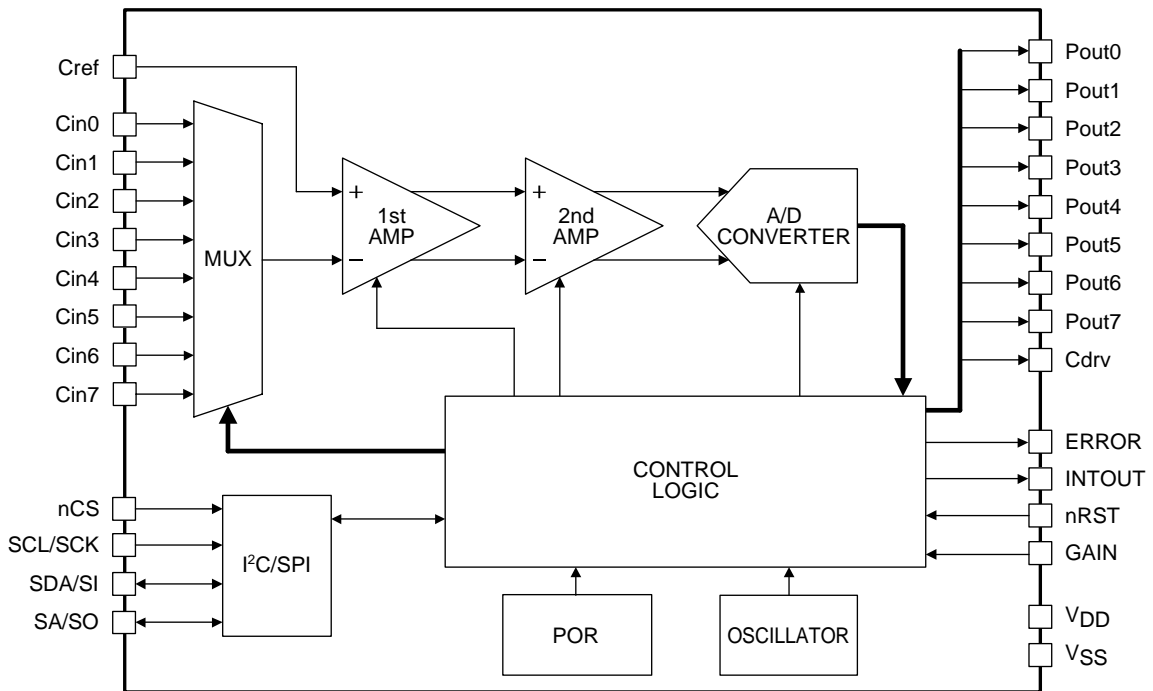 Cref
Cin0
Cin1
Cin2
Cin3
Cin4
Cin5
Cin6
Cin7
nCS
SCL/SCK
SDA/SI
SA/SO
MUX
I²C/SPI
+
1st
AMP
−
+
2nd
AMP
−
A/D
CONVERTER
CONTROL
LOGIC
POR
OSCILLATOR
Pout0
Pout1
Pout2
Pout3
Pout4
Pout5
Pout6
Pout7
Cdrv
ERROR
INTOUT
nRST
GAIN
VDD
VSS